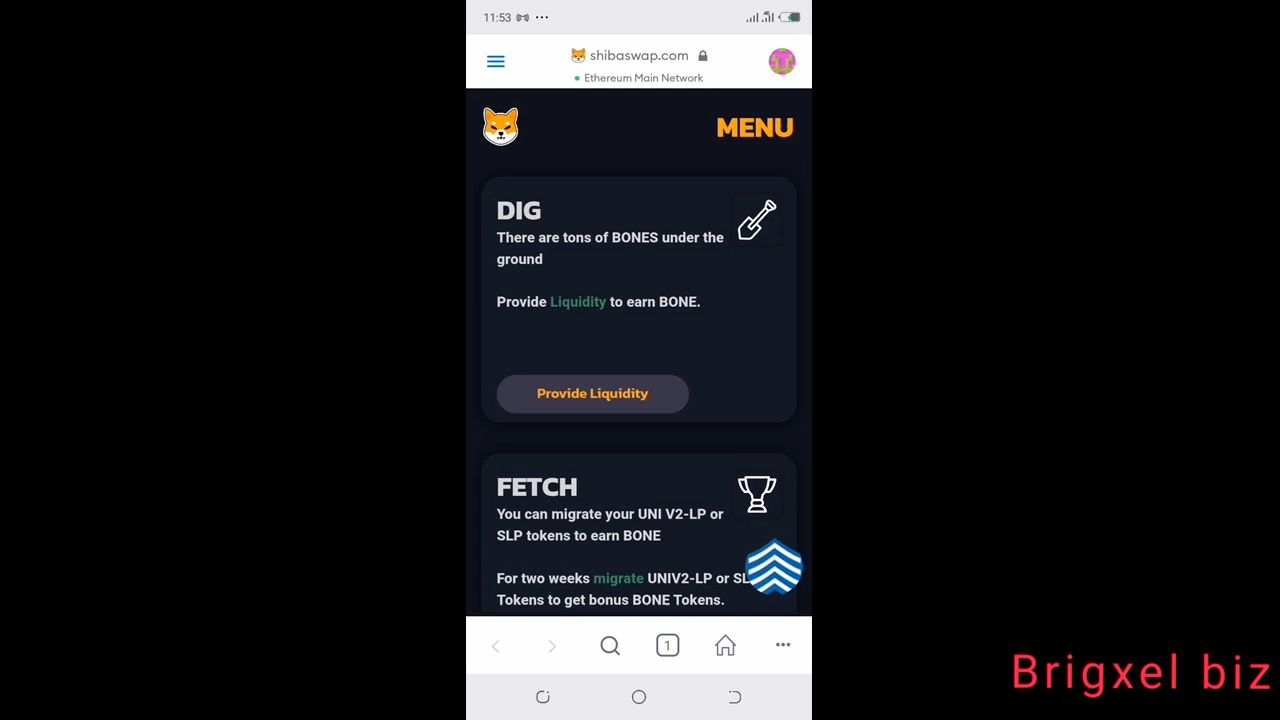 11:53
shibaswap.com
Ethereum Main Network
MENU
DIG
There are tons of BONES under the
ground
Provide Liquidity to earn BONE.
Provide Liquidity
FETCH
You can migrate your UNI V2-LP or
SLP tokens to earn BONE
For two weeks migrate UNIV2-LP or SL
Tokens to get bonus BONE Tokens.
1
Brigxel biz